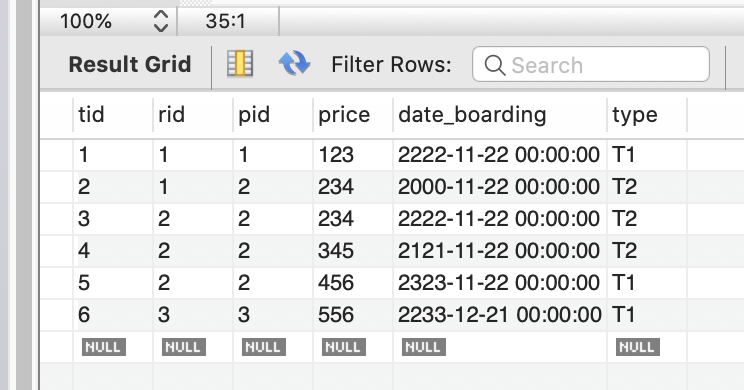 100% 35:1
Result Grid Filter Rows: Search
tid rid pid price date_boarding type
1 1 1 123 2222-11-22 00:00:00 T1
2 1 2 234 2000-11-22 00:00:00 T2
3 2 2 234 2222-11-22 00:00:00 T2
4 2 2 345 2121-11-22 00:00:00 T2
5 2 2 456 2323-11-22 00:00:00 T1
6 3 3 556 2233-12-21 00:00:00 T1
NULL NULL NULL NULL NULL NULL